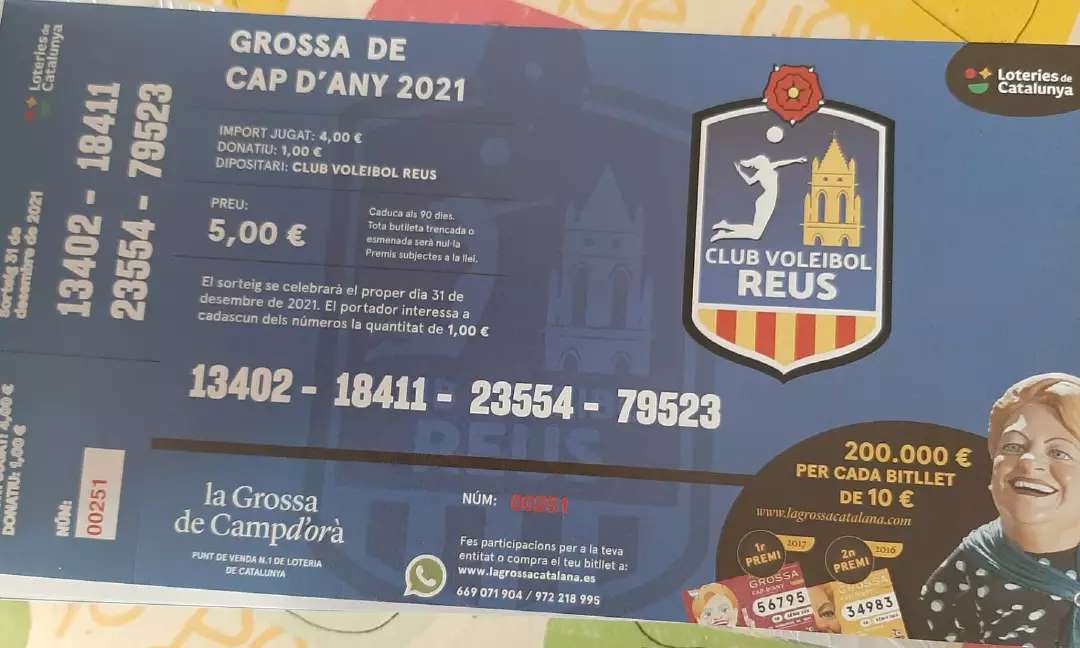 Loteries de
Catalunya
13402 - 18411
23554 - 79523
Sorteig 31 de
desembre de 2021
DONATIU: 1,00 €
NÚM:
00251
GROSSA DE
CAP D'ANY 2021
IMPORT JUGAT: 4,00 €
DONATIU: 1,00 €
DIPOSITARI: CLUB VOLEIBOL REUS
PREU:
5,00 €
Caduca als 90 dies.
Tota butlleta trencada o
esmenada serà nul·la
Premis subjectes a la llei.
El sorteig se celebrarà el proper dia 31 de
desembre de 2021. El portador interessa a
cadascun dels números la quantitat de 1,00 €
13402 - 18411 - 23554 - 79523
REUS
la Grossa
de Campd'orà
PUNT DE VENDA N.1 DE LOTERIA
DE CATALUNYA
NÚM: 00251
Fes participacions per a la teva
entitat o compra el teu bitllet a:
www.lagrossacatalana.es
669 071 904 / 972 218 995
Loteries de
Catalunya
CLUB VOLEIBOL
REUS
200.000 €
PER CADA BITLLET
DE 10 €
www.lagrossacatalana.com
1r
PREMI
2017
GROSSA
CAP D'ANY
56795
2n
PREMI
2016
GROSSA
34983